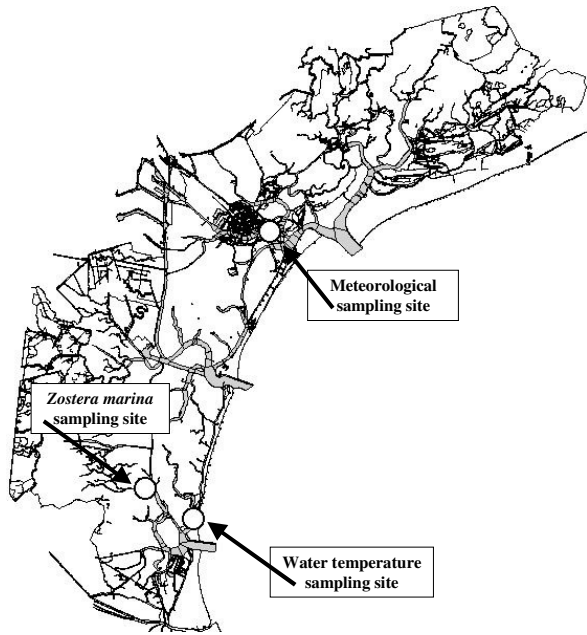 Meteorological
sampling site
Zostera marina
sampling site
Water temperature
sampling site